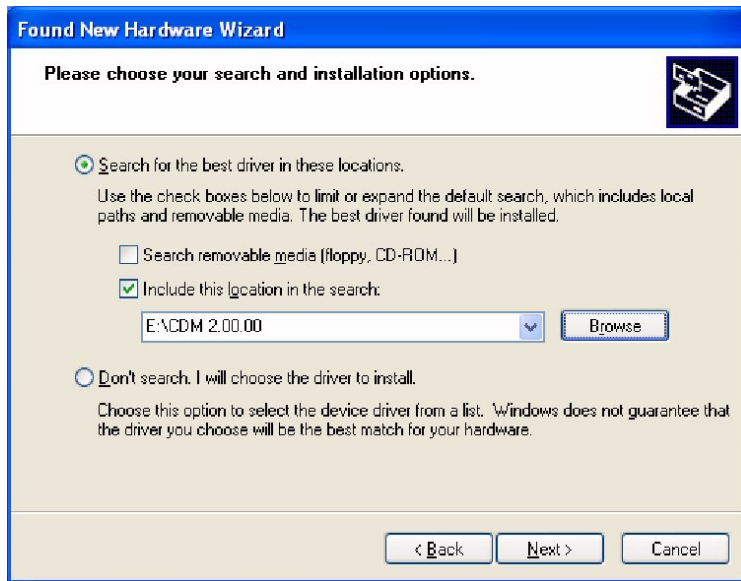 Found New Hardware Wizard
Please choose your search and installation options.
Search for the best driver in these locations.
Use the check boxes below to limit or expand the default search, which includes local
paths and removable media. The best driver found will be installed.
Search removable media (floppy, CD-ROM...)
Include this location in the search:
E:\CDM 2.00.00
Browse
Don't search. I will choose the driver to install.
Choose this option to select the device driver from a list. Windows does not guarantee that
the driver you choose will be the best match for your hardware.
< Back Next > Cancel